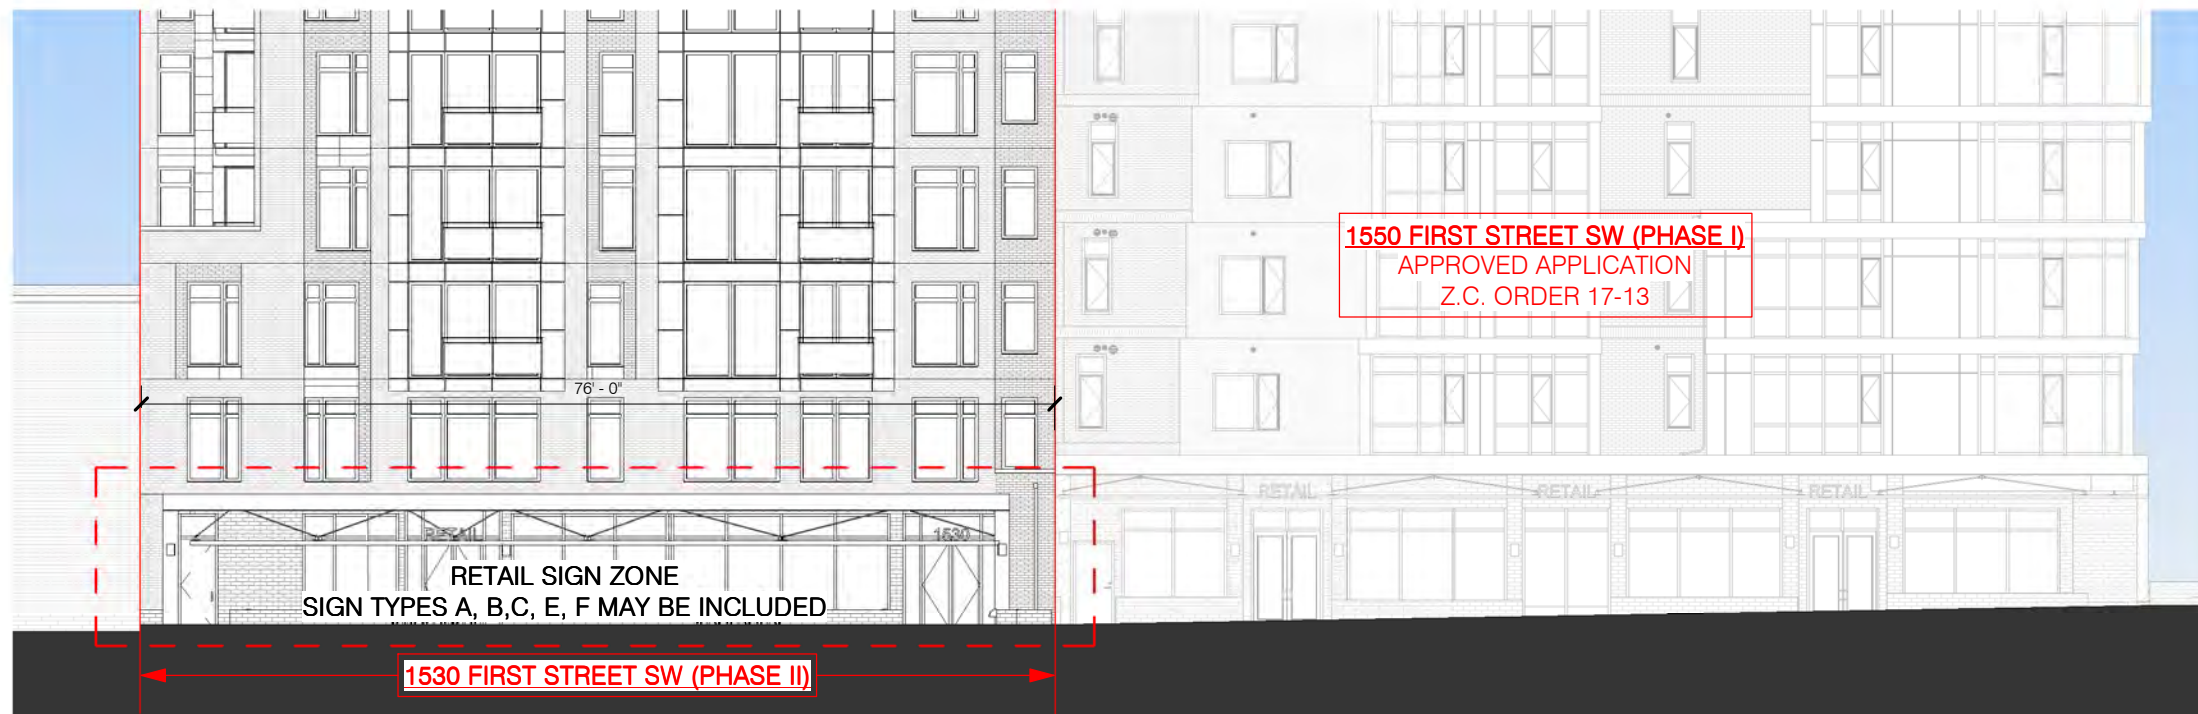 1550 FIRST STREET SW (PHASE I)
APPROVED APPLICATION
Z.C. ORDER 17-13
76' - 0"
RETAIL
RETAIL
RETAIL
RETAIL
1530
RETAIL SIGN ZONE
SIGN TYPES A, B,C, E, F MAY BE INCLUDED
1530 FIRST STREET SW (PHASE II)